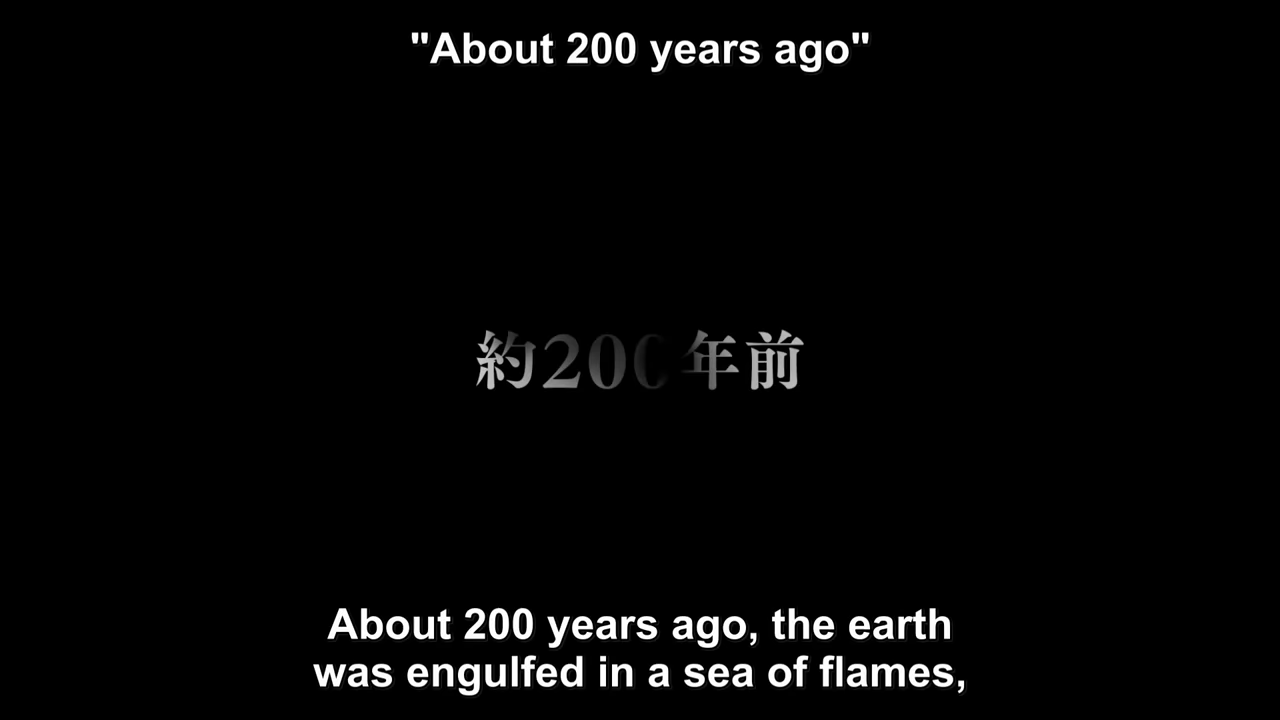 "About 200 years ago"
約200年前
About 200 years ago, the earth
was engulfed in a sea of flames,